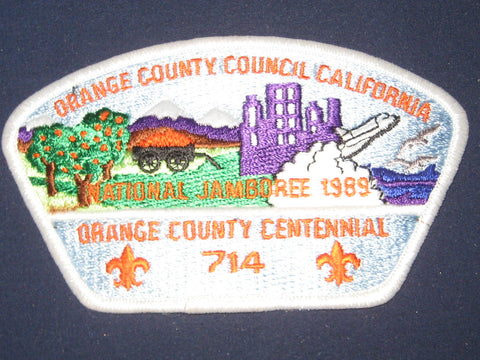 ORANGE COUNTY COUNCIL CALIFORNIA
NATIONAL JAMBOREE 1989
ORANGE COUNTY CENTENNIAL
714